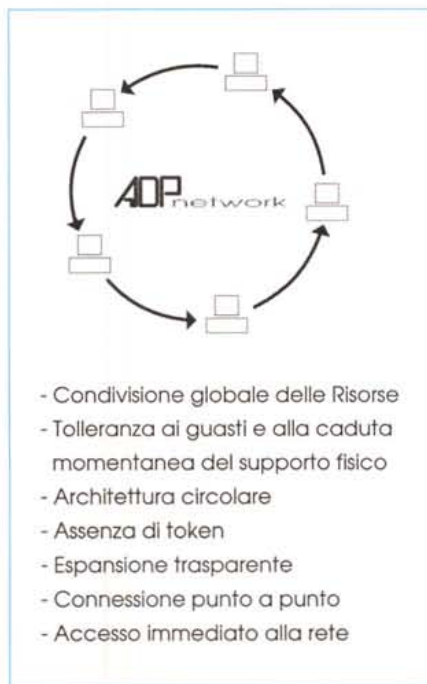 ADPnetwork
- Condivisione globale delle Risorse
- Tolleranza ai guasti e alla caduta
momentanea del supporto fisico
- Architettura circolare
- Assenza di token
- Espansione trasparente
- Connessione punto a punto
- Accesso immediato alla rete